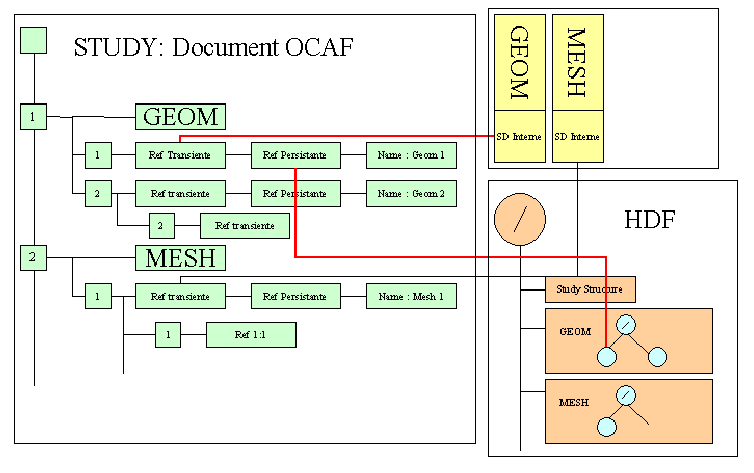 STUDY: Document OCAF
1
GEOM
1
Ref Transiente
Ref Persistante
Name : Geom 1
2
Ref transiente
Ref Persistante
Name : Geom 2
2
Ref transiente
2
MESH
1
Ref transiente
Ref Persistante
Name : Mesh 1
1
Ref 1:1
GEOM
MESH
SD Interne
SD Interne
/
HDF
Study Structure
GEOM
/
MESH
/